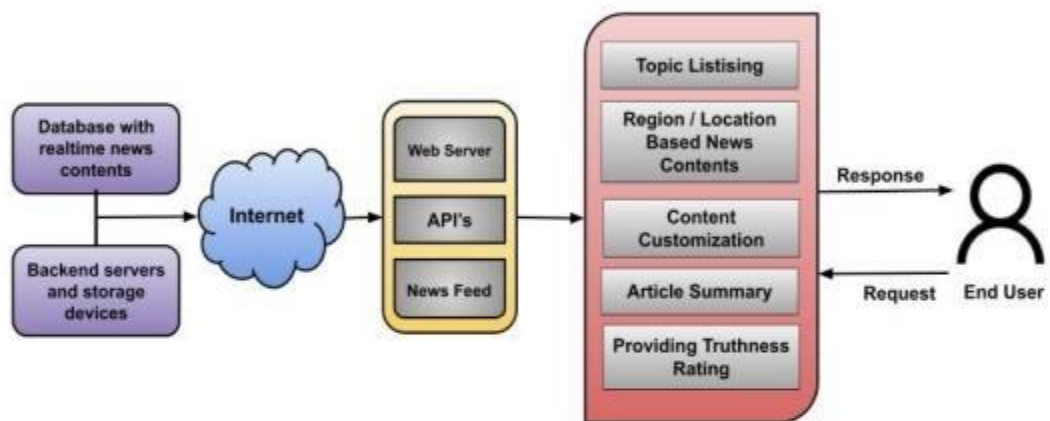 Database with
realtime news
contents
Backend servers
and storage
devices
Internet
Web Server
API's
News Feed
Topic Listising
Region / Location
Based News
Contents
Content
Customization
Article Summary
Providing Truthness
Rating
Response
Request
End User